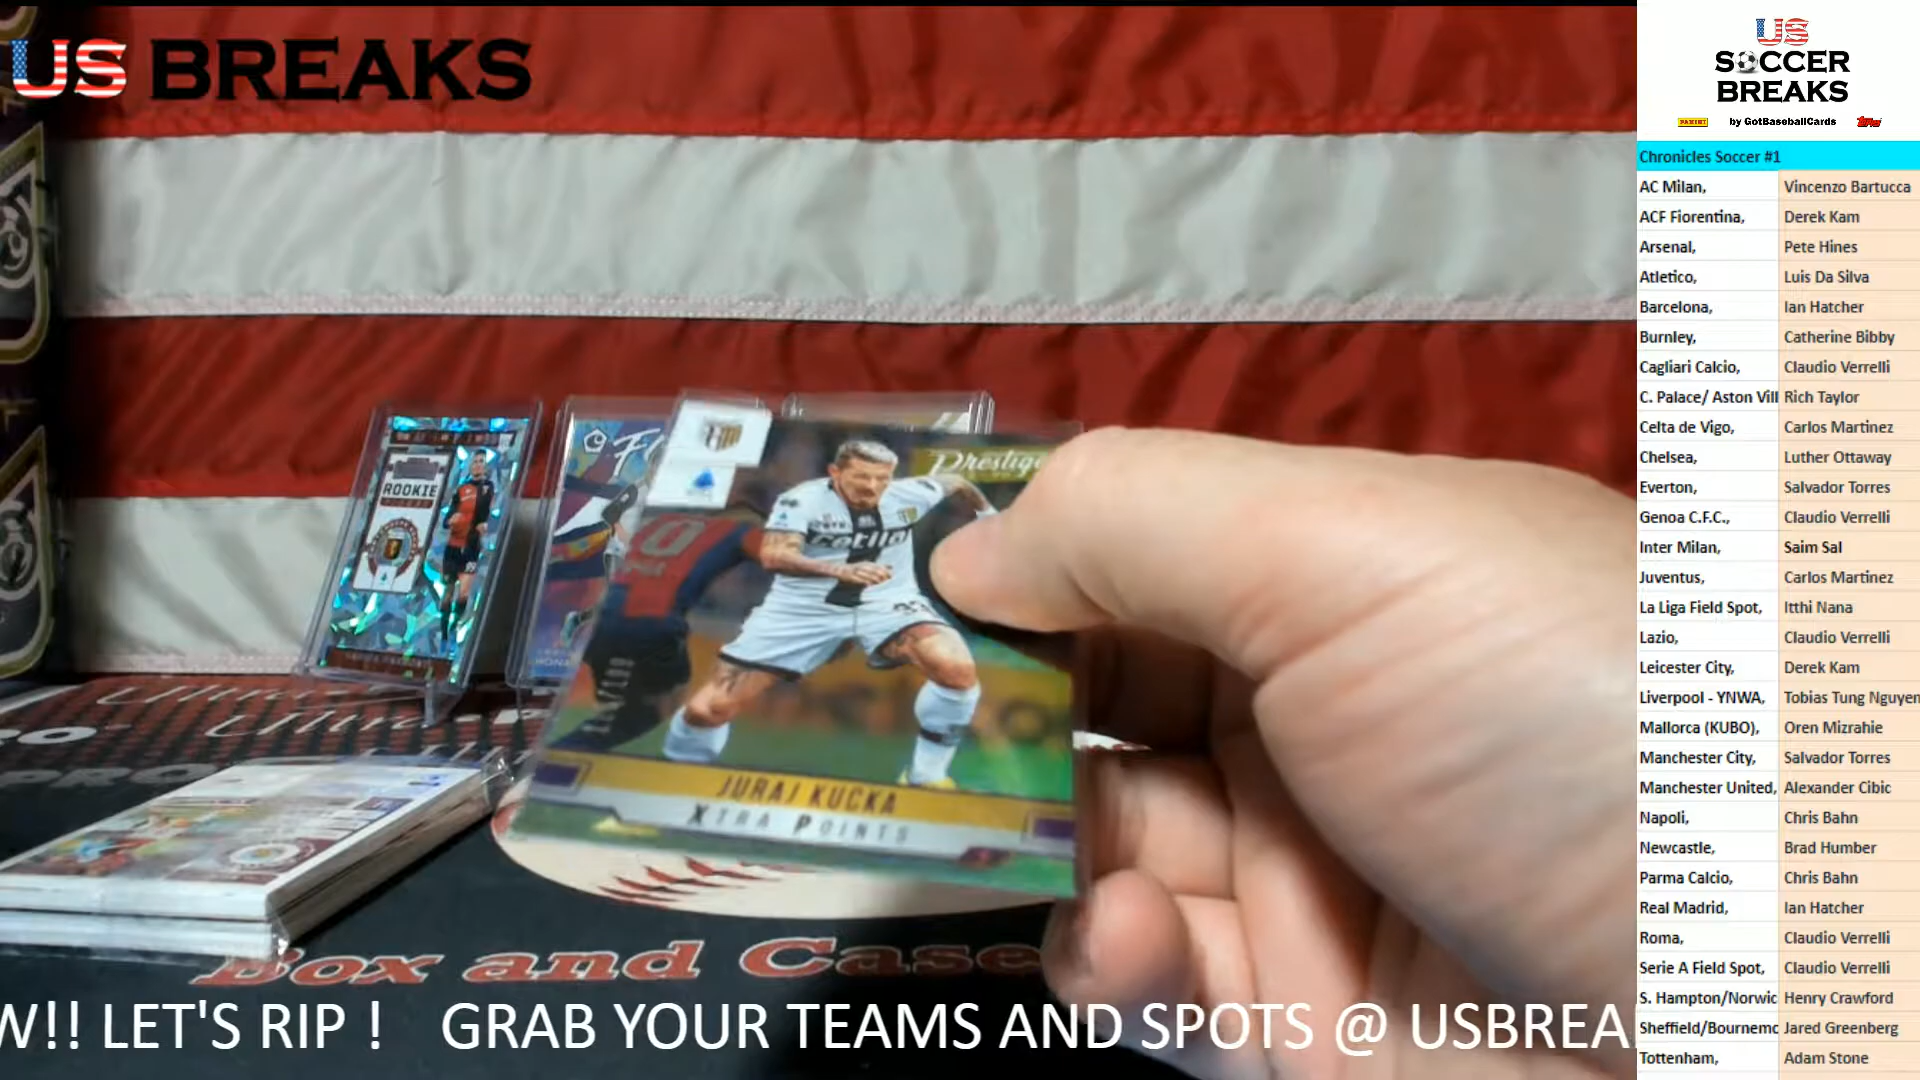 US BREAKS
US
SOCCER
BREAKS
PANINI by GotBaseballCards Topps
Chronicles Soccer #1
AC Milan, Vincenzo Bartucca
ACF Fiorentina, Derek Kam
Arsenal, Pete Hines
Atletico, Luis Da Silva
Barcelona, Ian Hatcher
Burnley, Catherine Bibby
Cagliari Calcio, Claudio Verrelli
C. Palace/ Aston Vill Rich Taylor
Celta de Vigo, Carlos Martinez
Chelsea, Luther Ottaway
Everton, Salvador Torres
Genoa C.F.C., Claudio Verrelli
Inter Milan, Saim Sal
Juventus, Carlos Martinez
La Liga Field Spot, Itthi Nana
Lazio, Claudio Verrelli
Leicester City, Derek Kam
Liverpool - YNWA, Tobias Tung Nguyen
Mallorca (KUBO), Oren Mizrahie
Manchester City, Salvador Torres
Manchester United, Alexander Cibic
Napoli, Chris Bahn
Newcastle, Brad Humber
Parma Calcio, Chris Bahn
Real Madrid, Ian Hatcher
Roma, Claudio Verrelli
Serie A Field Spot, Claudio Verrelli
S. Hampton/Norwic Henry Crawford
Sheffield/Bournemo Jared Greenberg
Tottenham, Adam Stone
ROOKIE
Prestige
Cetilar
10
JURAJ KUCKA
XTRA POINTS
Box and Case
W!! LET'S RIP ! GRAB YOUR TEAMS AND SPOTS @ USBREA